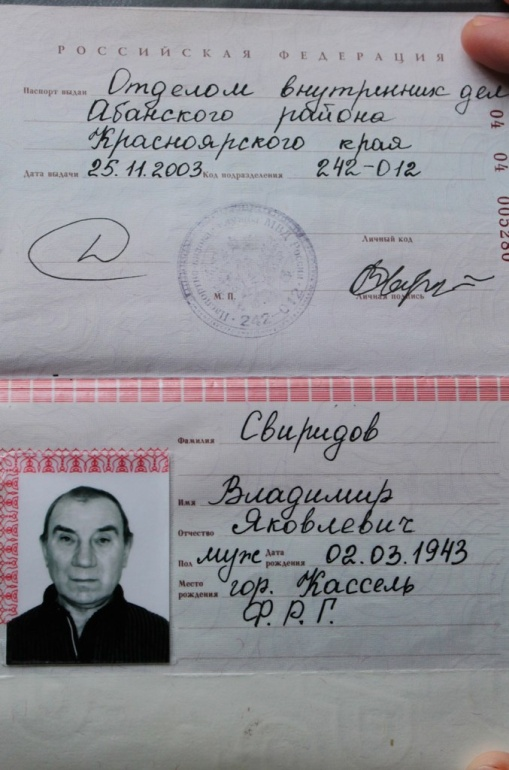 РОССИЙСКАЯ ФЕДЕРАЦИЯ
Паспорт выдан Отделом внутренних дел
Абанского района
Красноярского края
Дата выдачи 25.11.2003 Код подразделения 242-012
04 04
Личный код
М. П.
Личная подпись
242-012
Фамилия Свиридов
Имя Владимир
Отчество Яковлевич
Пол муж Дата рождения 02.03.1943
Место рождения гор. Кассель
Ф.Р.Г.